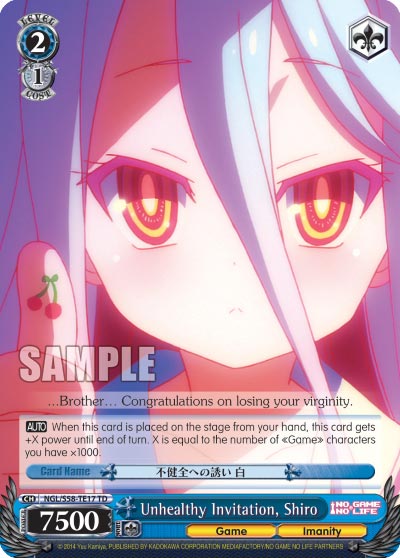 LEVEL
2
1
COST
SAMPLE
…Brother… Congratulations on losing your virginity.
AUTO When this card is placed on the stage from your hand, this card gets
+X power until end of turn. X is equal to the number of «Game» characters
you have ×1000.
Card Name 不健全への誘い 白
CH NGL/S58-TE17 TD
POWER 7500 Unhealthy Invitation, Shiro NO GAME NO LIFE
Game Imanity
© 2014 Yuu Kamiya, PUBLISHED BY KADOKAWA CORPORATION MEDIAFACTORY/NO GAME NO LIFE PARTNERS